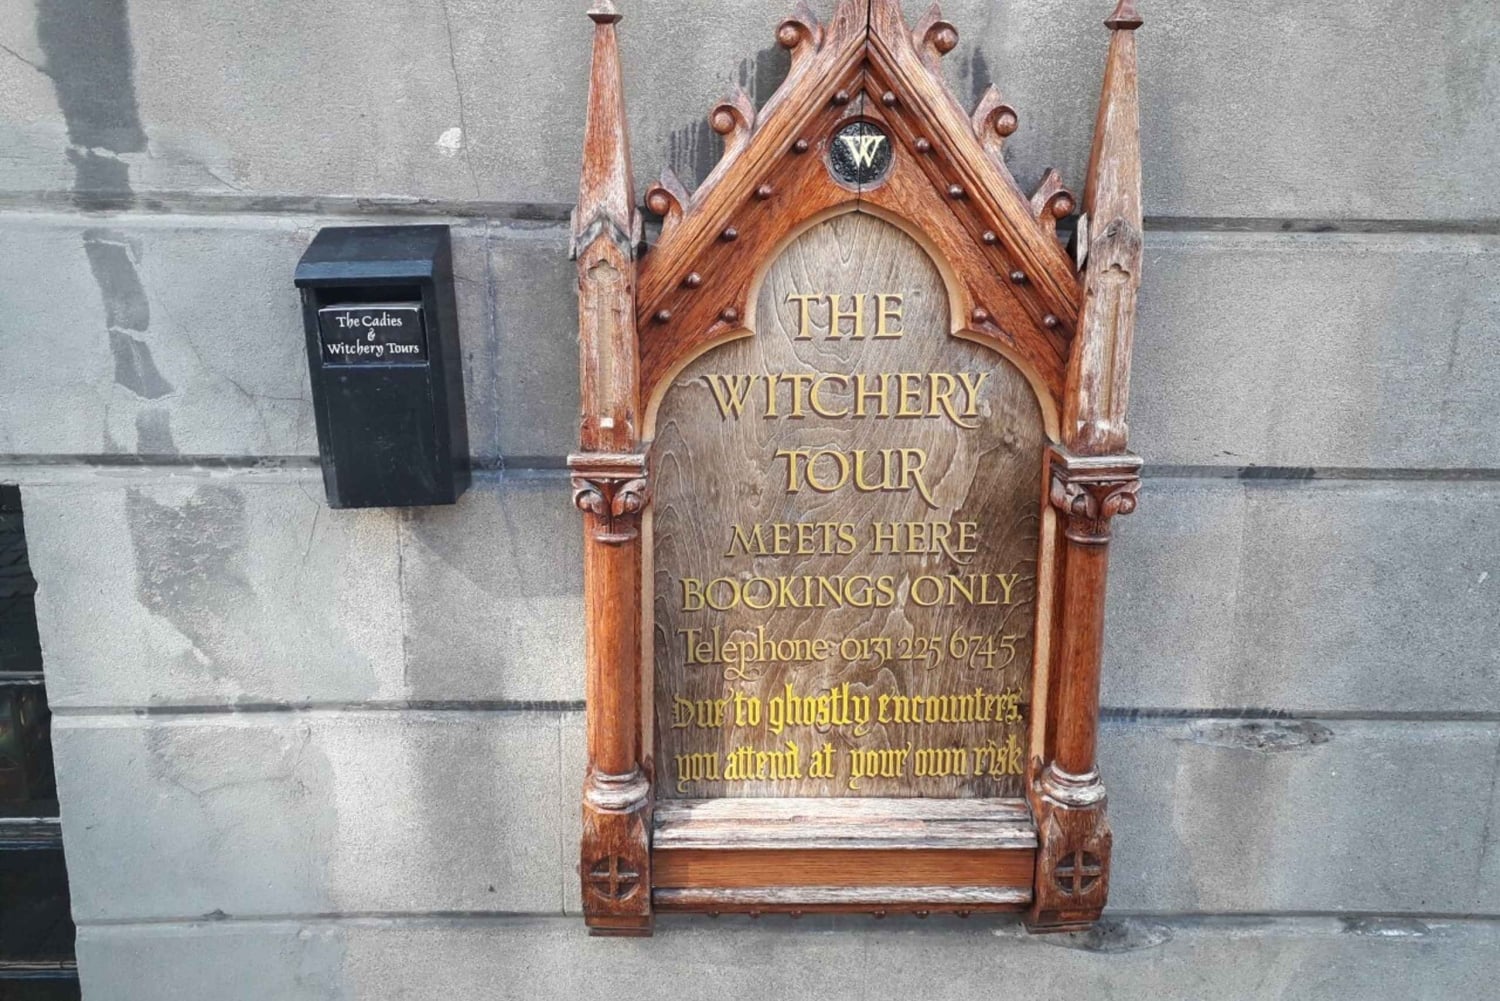 The Cadies
&
Witchery Tours
W
THE
WITCHERY
TOUR
MEETS HERE
BOOKINGS ONLY
Telephone 0131 225 6745
Due to ghostly encounters,
you attend at your own risk